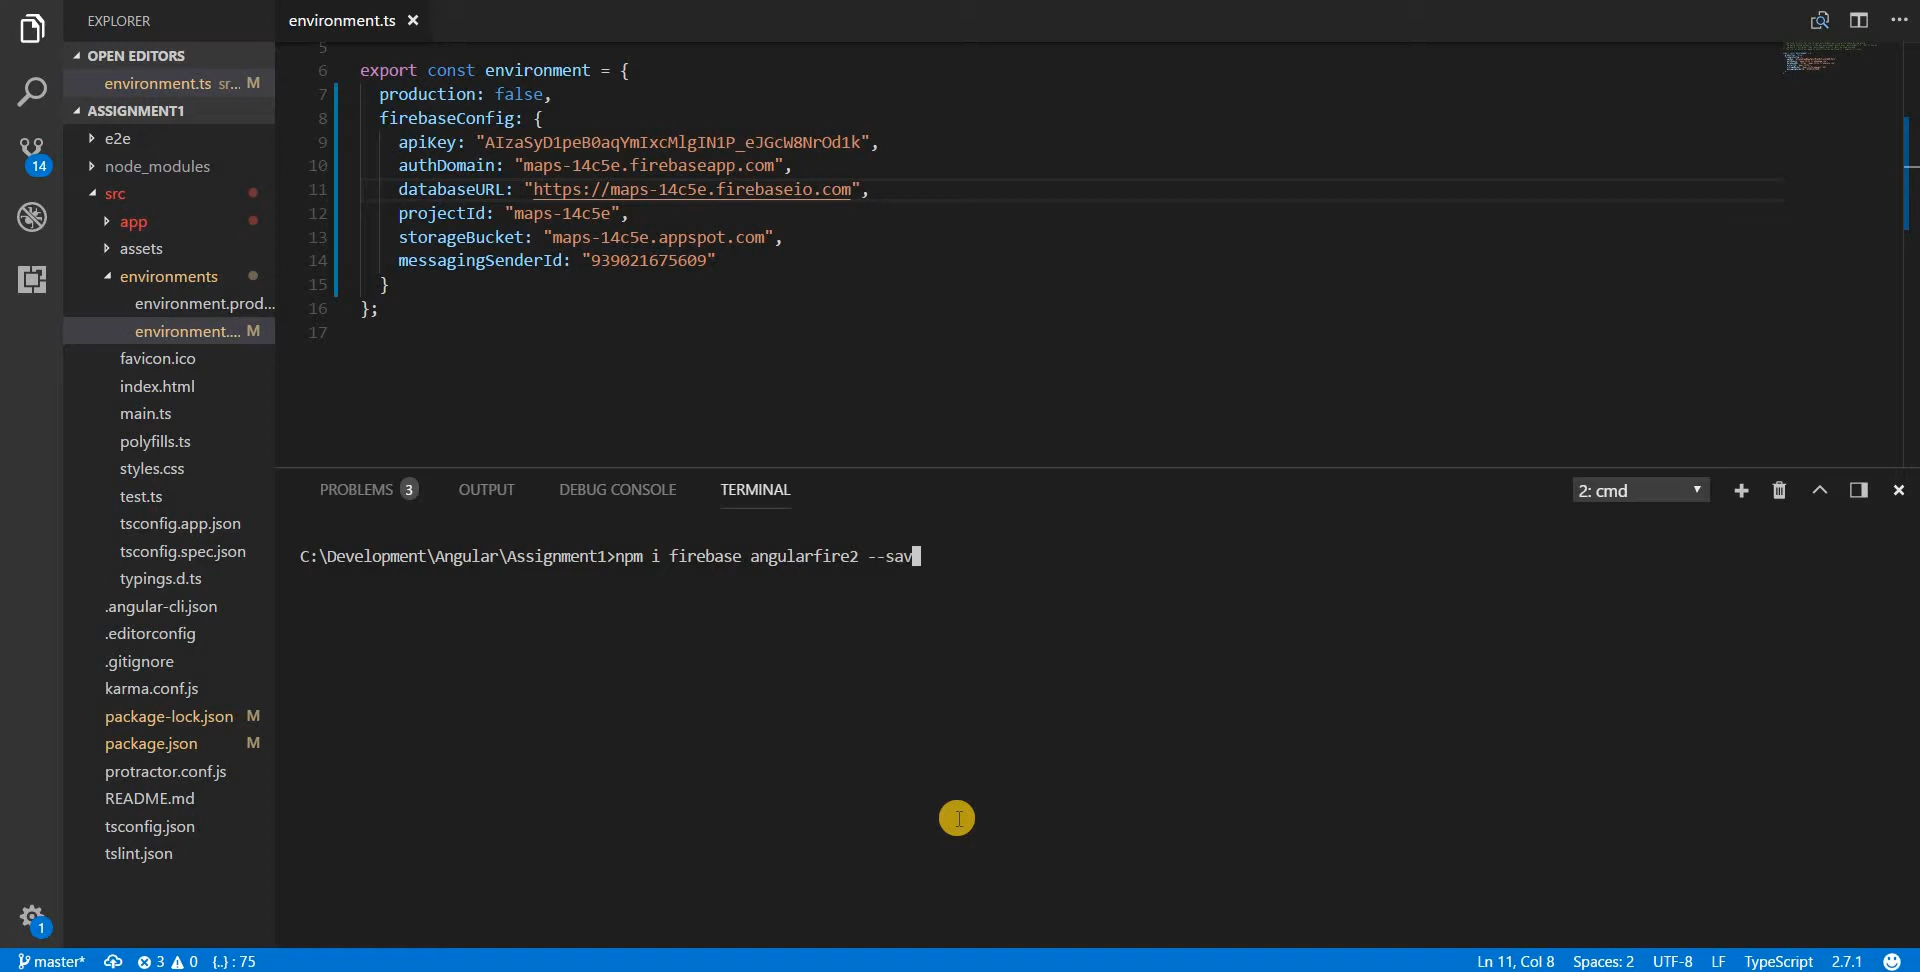 EXPLORER
OPEN EDITORS
environment.ts sr... M
ASSIGNMENT1
e2e
node_modules
14
src
app
assets
environments
environment.prod...
environment.... M
favicon.ico
index.html
main.ts
polyfills.ts
styles.css
test.ts
tsconfig.app.json
tsconfig.spec.json
typings.d.ts
.angular-cli.json
.editorconfig
.gitignore
karma.conf.js
package-lock.json M
package.json M
protractor.conf.js
README.md
tsconfig.json
tslint.json
1
environment.ts ×
5
6 export const environment = {
7 production: false,
8 firebaseConfig: {
9 apiKey: "AIzaSyD1peB0aqYmIxcMlgIN1P_eJGcW8NrOd1k",
10 authDomain: "maps-14c5e.firebaseapp.com",
11 databaseURL: "https://maps-14c5e.firebaseio.com",
12 projectId: "maps-14c5e",
13 storageBucket: "maps-14c5e.appspot.com",
14 messagingSenderId: "939021675609"
15 }
16 };
17
PROBLEMS 3 OUTPUT DEBUG CONSOLE TERMINAL 2: cmd
C:\Development\Angular\Assignment1>npm i firebase angularfire2 --sav
master* 3 0 {..} : 75 Ln 11, Col 8 Spaces: 2 UTF-8 LF TypeScript 2.7.1